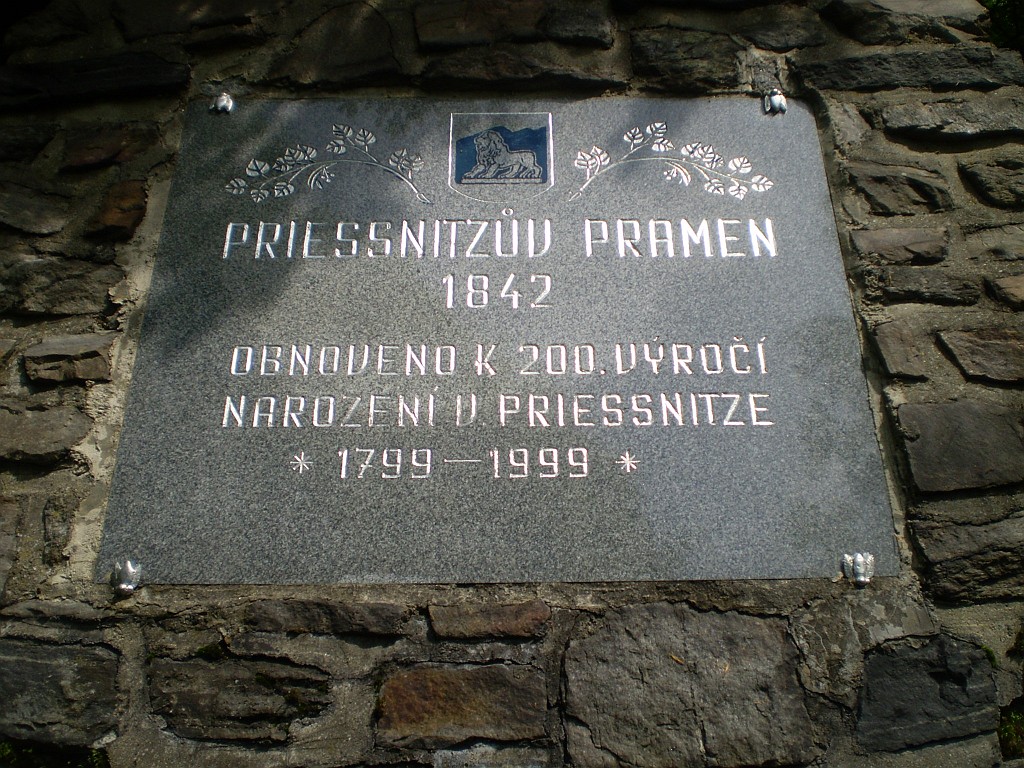 PRIESSNITZŮV PRAMEN
1842
OBNOVENO K 200. VÝROČÍ
NAROZENÍ V. PRIESSNITZE
* 1799 — 1999 *